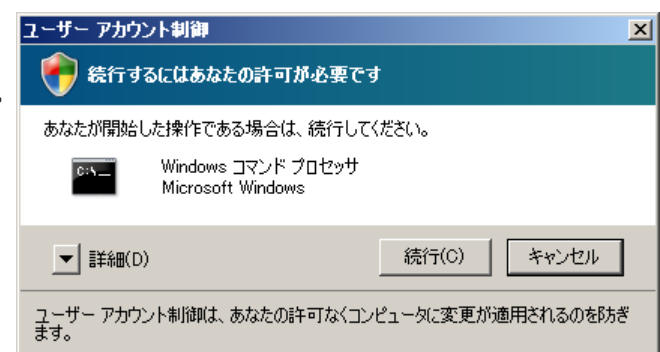 ユーザー アカウント制御
続行するにはあなたの許可が必要です
あなたが開始した操作である場合は、続行してください。
C:\_
Windows コマンド プロセッサ
Microsoft Windows
詳細(D)
続行(C)
キャンセル
ユーザー アカウント制御は、あなたの許可なくコンピュータに変更が適用されるのを防ぎ
ます。